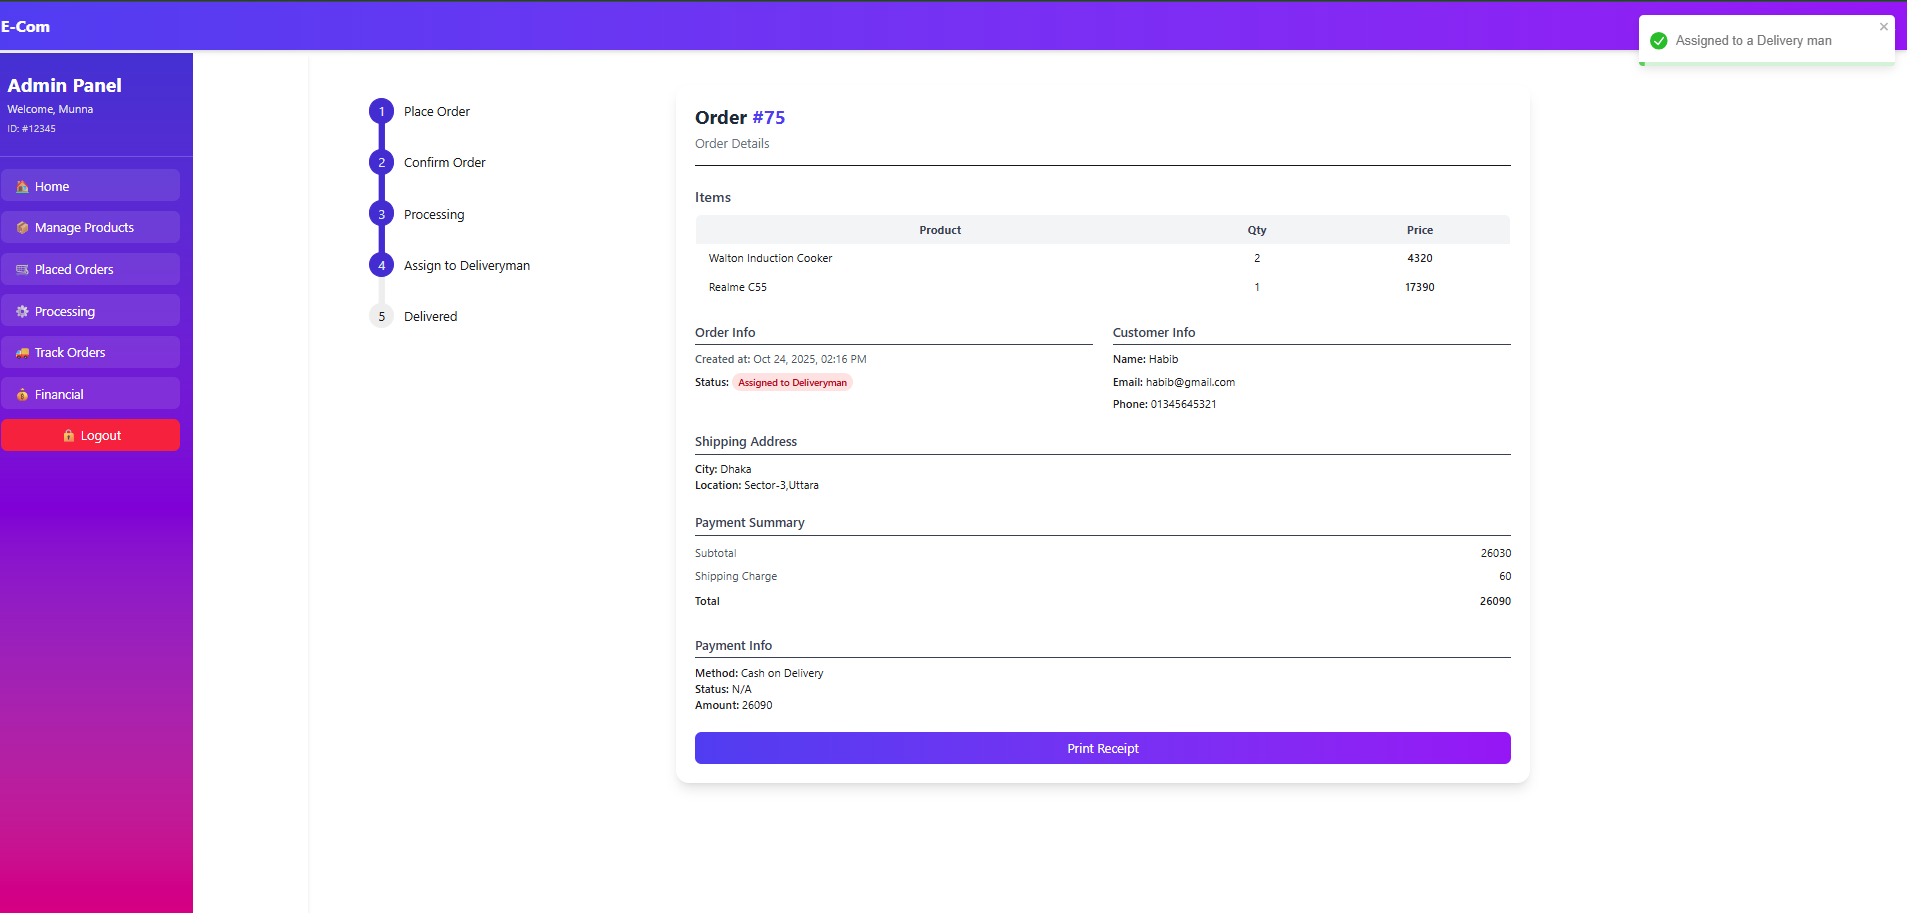 E-Com
Assigned to a Delivery man
Admin Panel
Welcome, Munna
ID: #12345
Home
Manage Products
Placed Orders
Processing
Track Orders
Financial
Logout
1 Place Order
2 Confirm Order
3 Processing
4 Assign to Deliveryman
5 Delivered
Order #75
Order Details
Items
Product Qty Price
Walton Induction Cooker 2 4320
Realme C55 1 17390
Order Info
Created at: Oct 24, 2025, 02:16 PM
Status: Assigned to Deliveryman
Customer Info
Name: Habib
Email: habib@gmail.com
Phone: 01345645321
Shipping Address
City: Dhaka
Location: Sector-3,Uttara
Payment Summary
Subtotal 26030
Shipping Charge 60
Total 26090
Payment Info
Method: Cash on Delivery
Status: N/A
Amount: 26090
Print Receipt